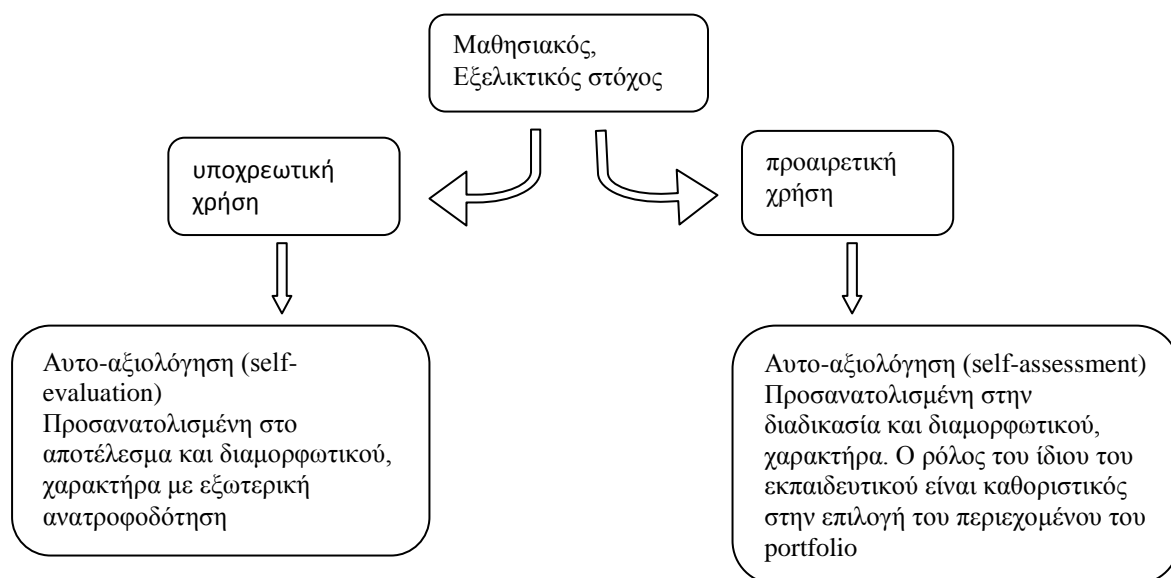 Μαθησιακός,
Εξελικτικός στόχος
υποχρεωτική
χρήση
προαιρετική
χρήση
Αυτο-αξιολόγηση (self-
evaluation)
Προσανατολισμένη στο
αποτέλεσμα και διαμορφωτικού,
χαρακτήρα με εξωτερική
ανατροφοδότηση
Αυτο-αξιολόγηση (self-assessment)
Προσανατολισμένη στην
διαδικασία και διαμορφωτικού,
χαρακτήρα. Ο ρόλος του ίδιου του
εκπαιδευτικού είναι καθοριστικός
στην επιλογή του περιεχομένου του
portfolio